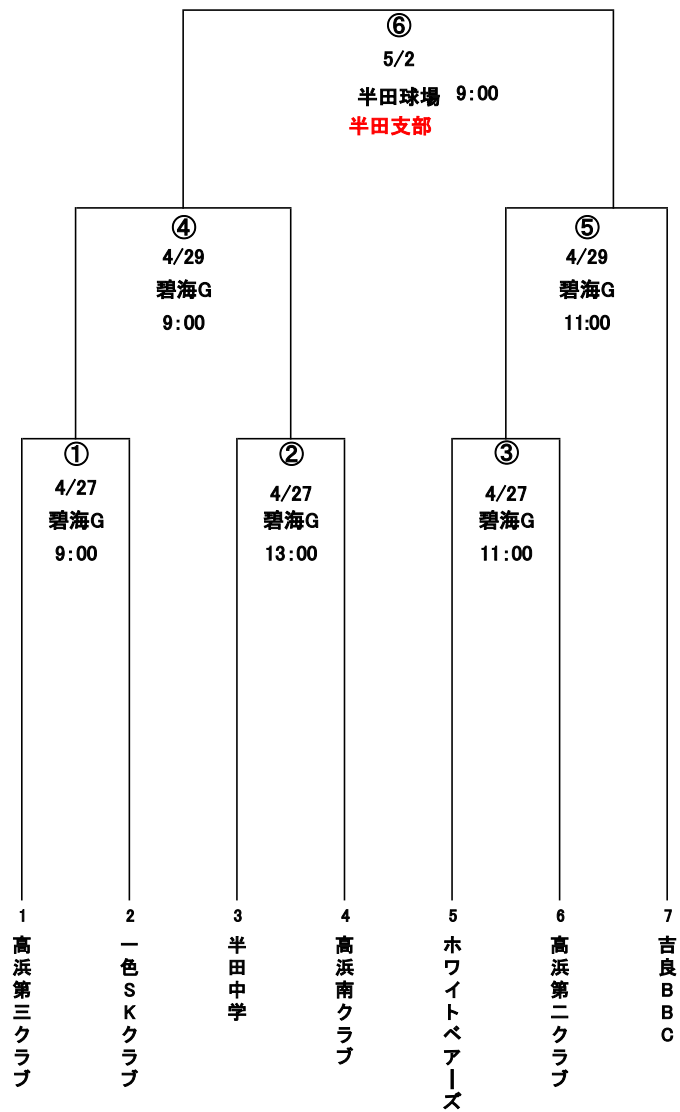 ⑥
5/2
半田球場 9:00
半田支部
④
4/29
碧海G
9:00
⑤
4/29
碧海G
11:00
①
4/27
碧海G
9:00
②
4/27
碧海G
13:00
③
4/27
碧海G
11:00
1
高浜第三クラブ
2
一色SKクラブ
3
半田中学
4
高浜南クラブ
5
ホワイトベアーズ
6
高浜第二クラブ
7
吉良BBC